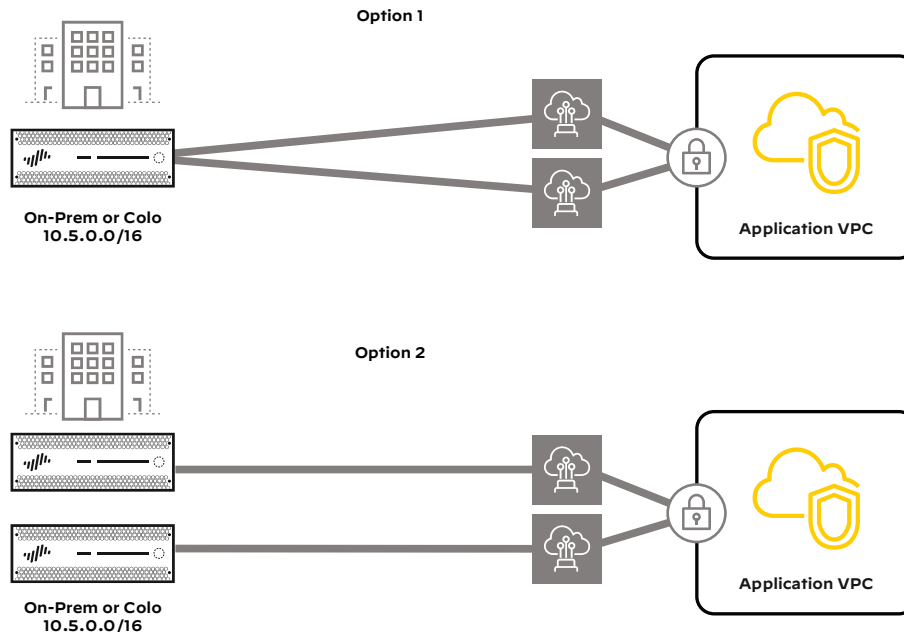 Option 1
On-Prem or Colo
10.5.0.0/16
Application VPC
Option 2
On-Prem or Colo
10.5.0.0/16
Application VPC